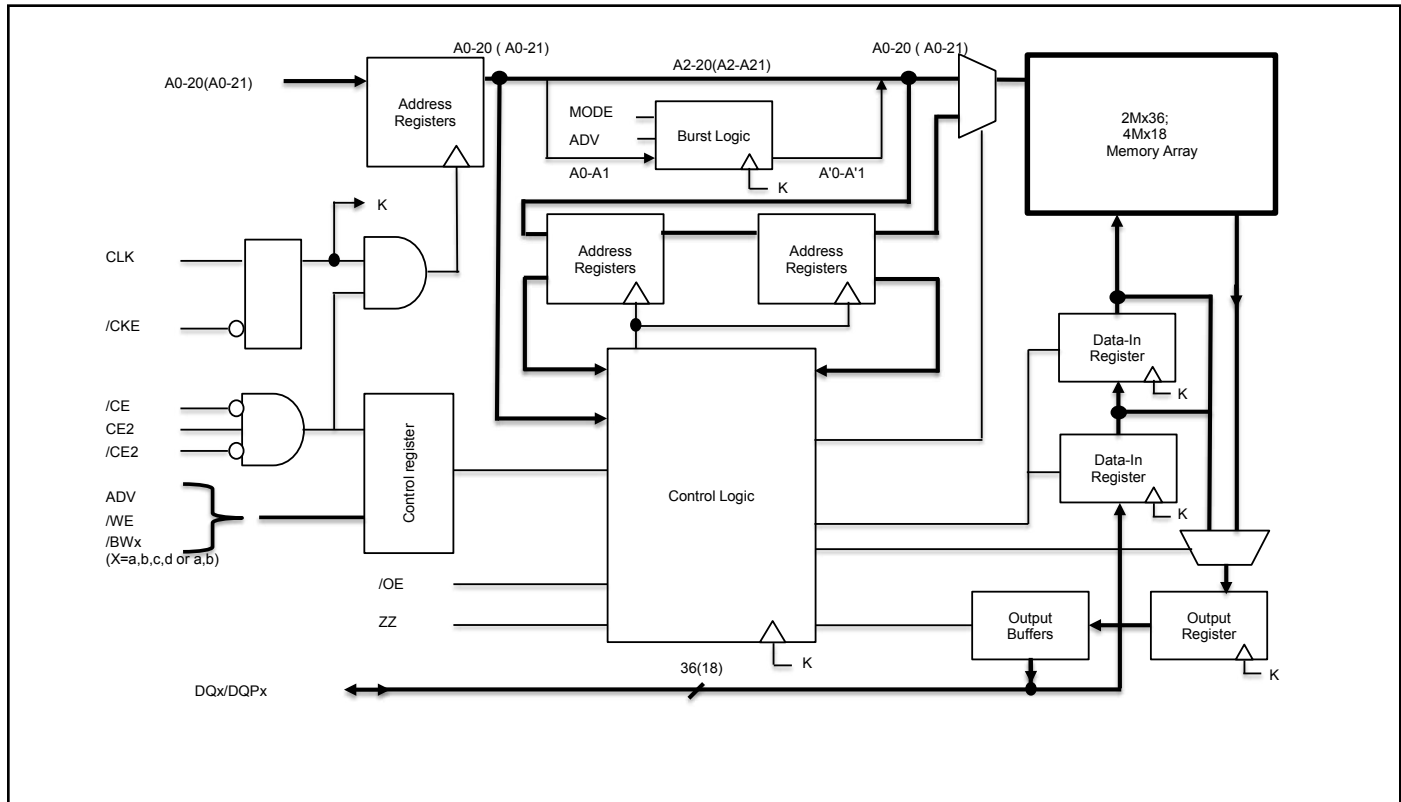 A0-20 ( A0-21)
A0-20 ( A0-21)
A2-20(A2-A21)
A0-20(A0-21)
Address
Registers
MODE
ADV
Burst Logic
A0-A1
A'0-A'1
K
2Mx36;
4Mx18
Memory Array
K
CLK
/CKE
Address
Registers
Address
Registers
Data-In
Register
K
/CE
CE2
/CE2
Control register
Control Logic
Data-In
Register
K
ADV
/WE
/BWx
(X=a,b,c,d or a,b)
/OE
ZZ
K
Output
Buffers
Output
Register
K
36(18)
DQx/DQPx